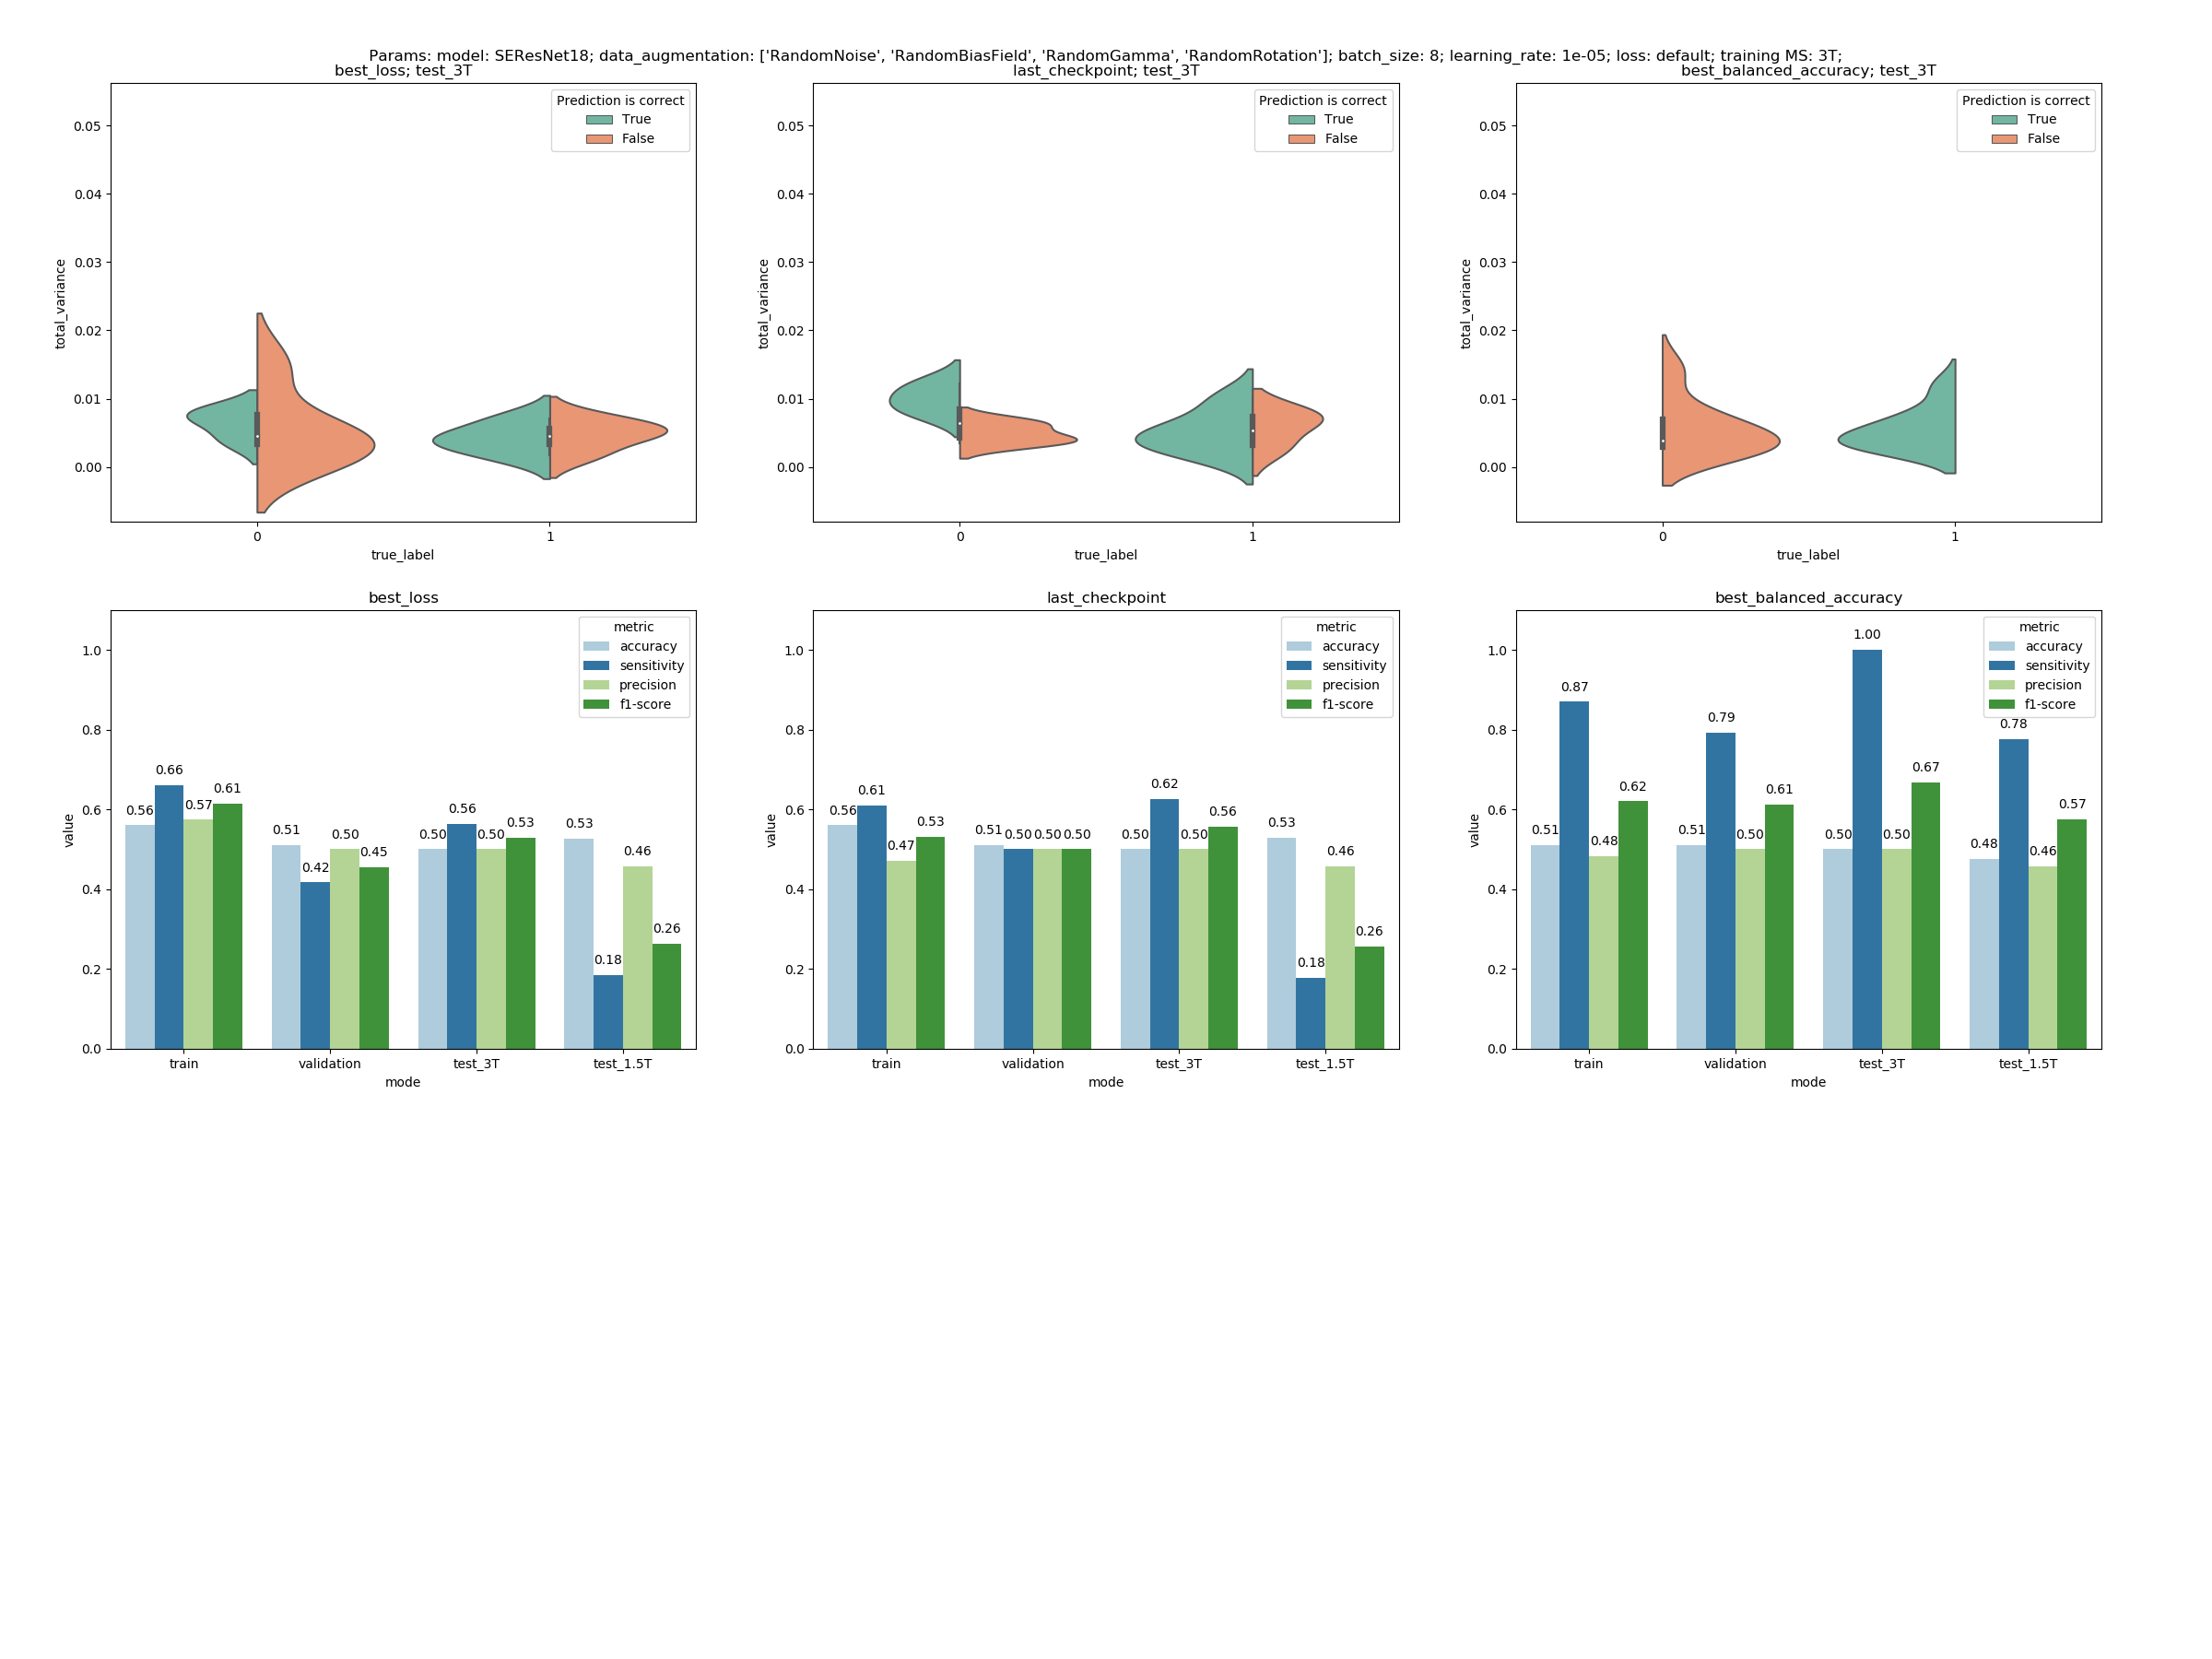 Params: model: SEResNet18; data_augmentation: ['RandomNoise', 'RandomBiasField', 'RandomGamma', 'RandomRotation']; batch_size: 8; learning_rate: 1e-05; loss: default; training MS: 3T;
best_loss; test_3T
Prediction is correct
True
False
0.05
0.04
0.03
0.02
0.01
0.00
total_variance
0 1
true_label
last_checkpoint; test_3T
Prediction is correct
True
False
0.05
0.04
0.03
0.02
0.01
0.00
total_variance
0 1
true_label
best_balanced_accuracy; test_3T
Prediction is correct
True
False
0.05
0.04
0.03
0.02
0.01
0.00
total_variance
0 1
true_label
best_loss
metric
accuracy
sensitivity
precision
f1-score
1.0
0.8
0.6
0.4
0.2
0.0
value
0.56 0.66 0.57 0.61 0.51 0.42 0.50 0.45 0.50 0.56 0.50 0.53 0.53 0.18 0.46 0.26
train validation test_3T test_1.5T
mode
last_checkpoint
metric
accuracy
sensitivity
precision
f1-score
1.0
0.8
0.6
0.4
0.2
0.0
value
0.56 0.61 0.47 0.53 0.51 0.50 0.50 0.50 0.50 0.62 0.50 0.56 0.53 0.18 0.46 0.26
train validation test_3T test_1.5T
mode
best_balanced_accuracy
metric
accuracy
sensitivity
precision
f1-score
1.0
0.8
0.6
0.4
0.2
0.0
value
0.51 0.87 0.48 0.62 0.51 0.79 0.50 0.61 0.50 1.00 0.50 0.67 0.48 0.78 0.46 0.57
train validation test_3T test_1.5T
mode